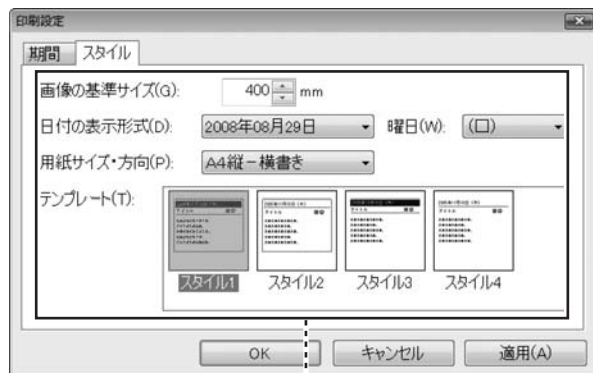 印刷設定
期間 スタイル
画像の基準サイズ(G): 400 mm
日付の表示形式(D): 2008年08月29日 曜日(W): (□)
用紙サイズ・方向(P): A4縦－横書き
テンプレート(T):
スタイル1 スタイル2 スタイル3 スタイル4
OK キャンセル 適用(A)